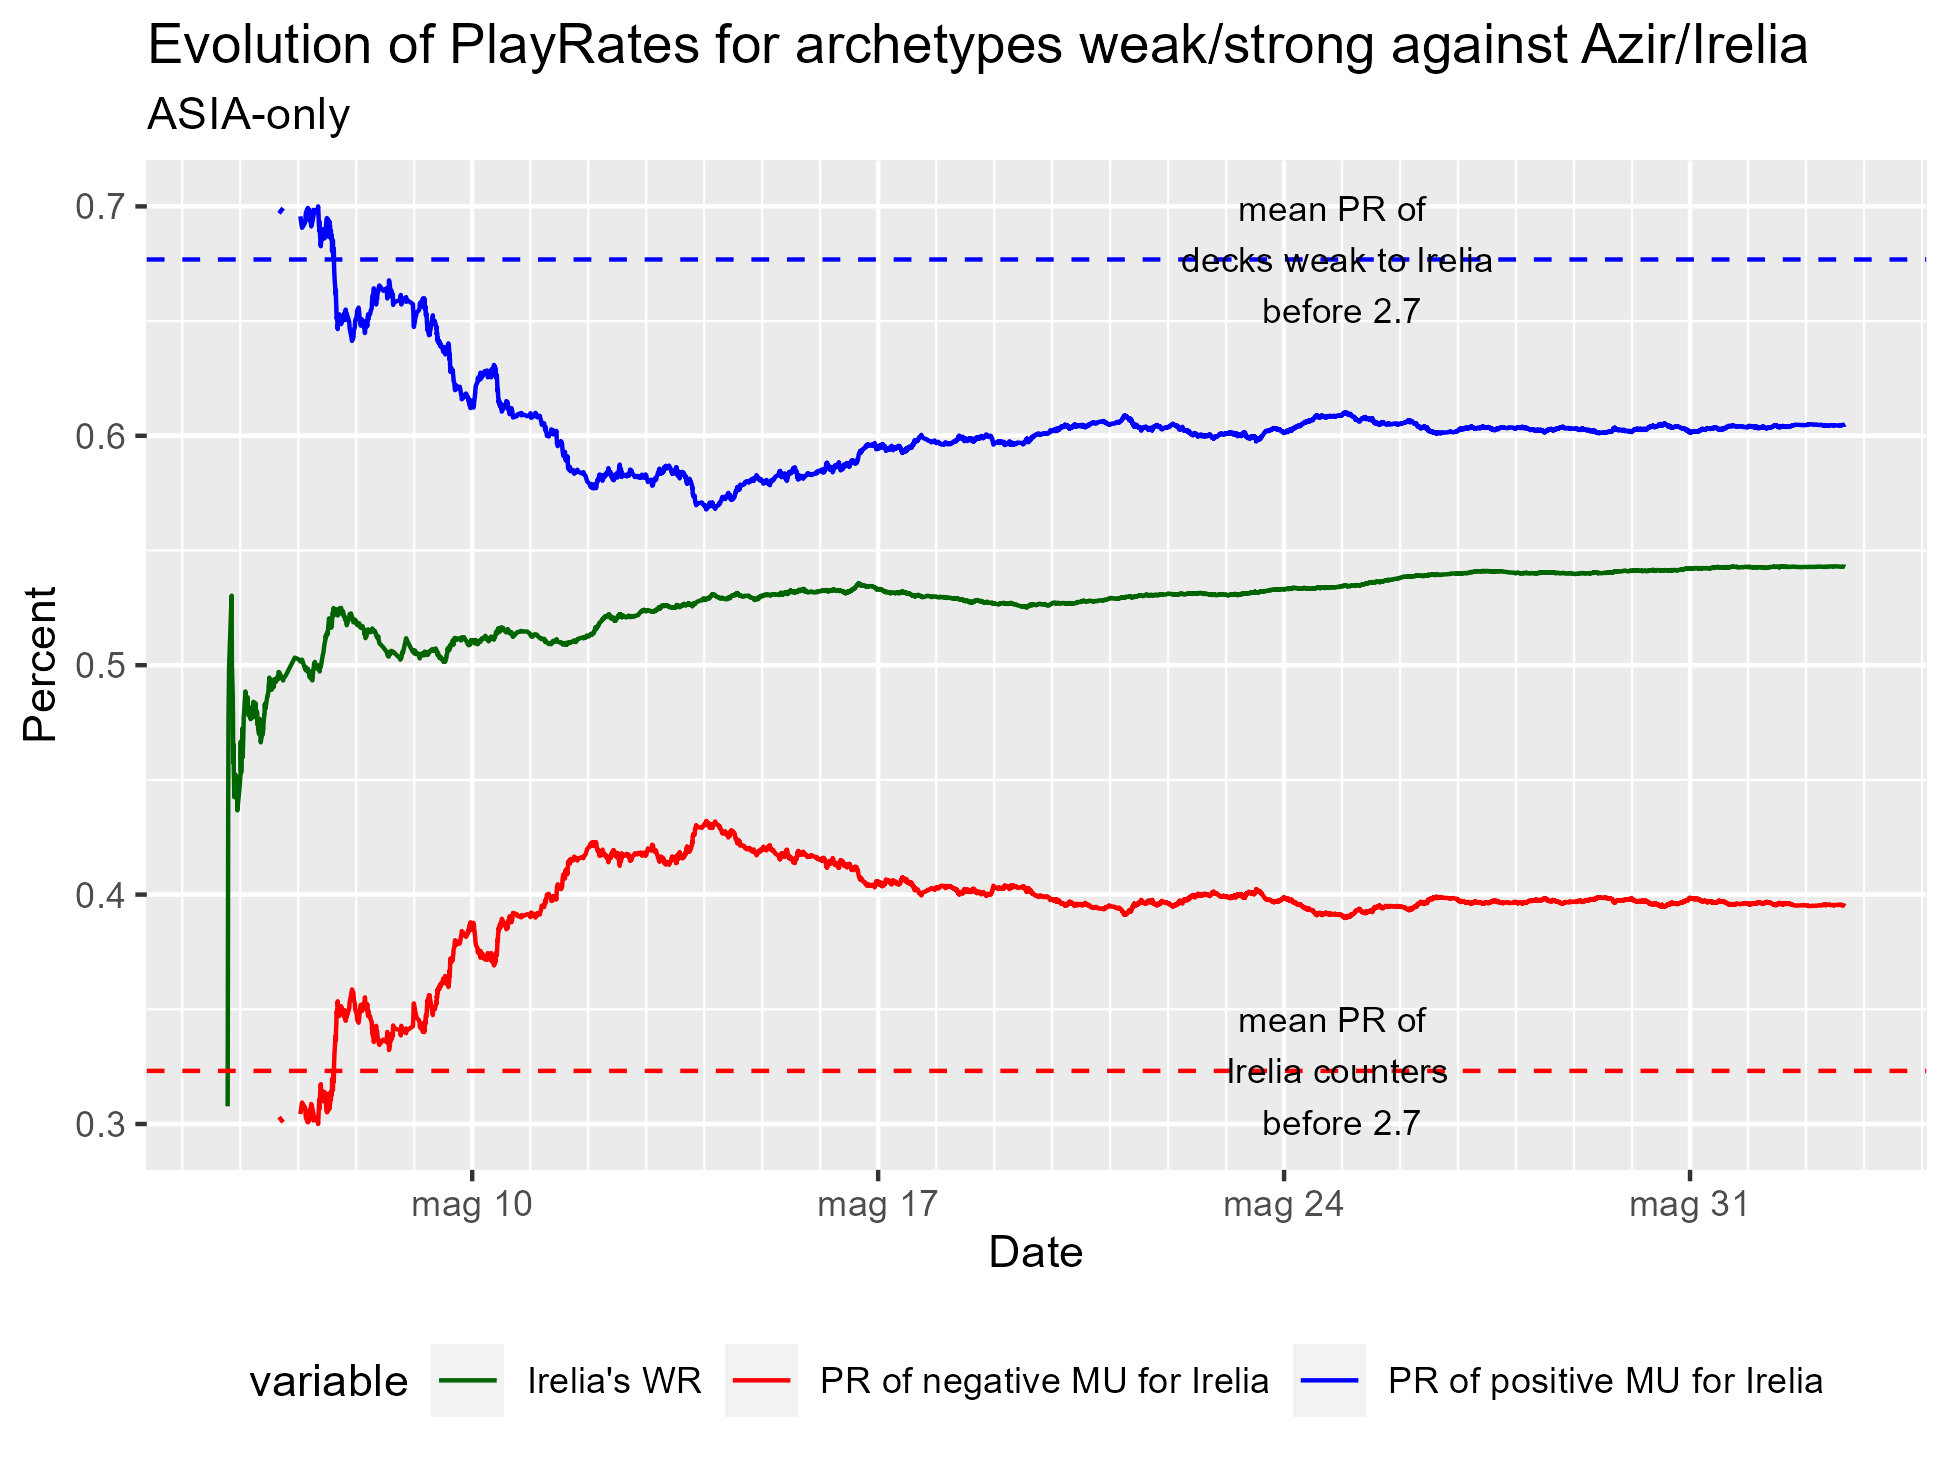 Evolution of PlayRates for archetypes weak/strong against Azir/Irelia
ASIA-only
0.7
0.6
0.5
0.4
0.3
Percent
mean PR of
decks weak to Irelia
before 2.7
mean PR of
Irelia counters
before 2.7
mag 10
mag 17
mag 24
mag 31
Date
variable
Irelia's WR
PR of negative MU for Irelia
PR of positive MU for Irelia